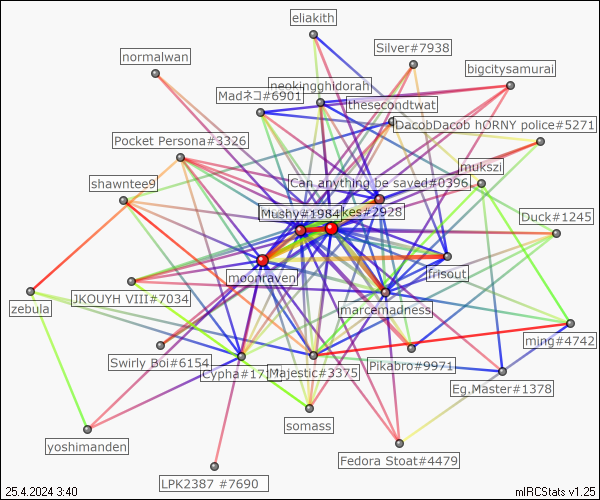 eliakith
Silver#7938
normalwan
bigcitysamurai
neokingghidorah
Madネコ#6901
thesecondtwat
DacobDacob hORNY police#5271
Pocket Persona#3326
mukszi
Can anything be saved#0396
shawntee9
Mushy#1984
kes#2928
Duck#1245
moonraven
frisout
JKOUYH VIII#7034
marcemadness
zebula
ming#4742
Swirly Boi#6154
Pikabro#9971
Cypha#17
Majestic#3375
Eg.Master#1378
somass
yoshimanden
Fedora Stoat#4479
LPK2387 #7690
25.4.2024 3:40
mIRCStats v1.25